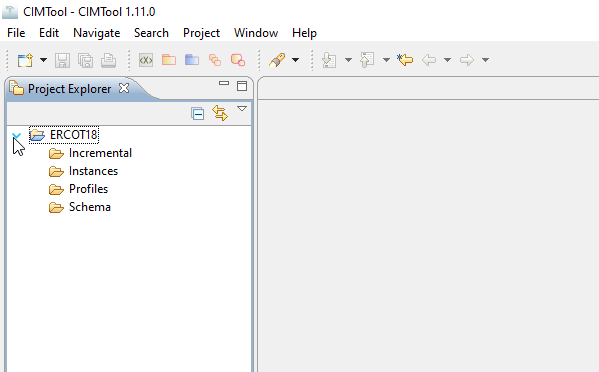 CIMTool - CIMTool 1.11.0
File Edit Navigate Search Project Window Help
Project Explorer
ERCOT18
Incremental
Instances
Profiles
Schema